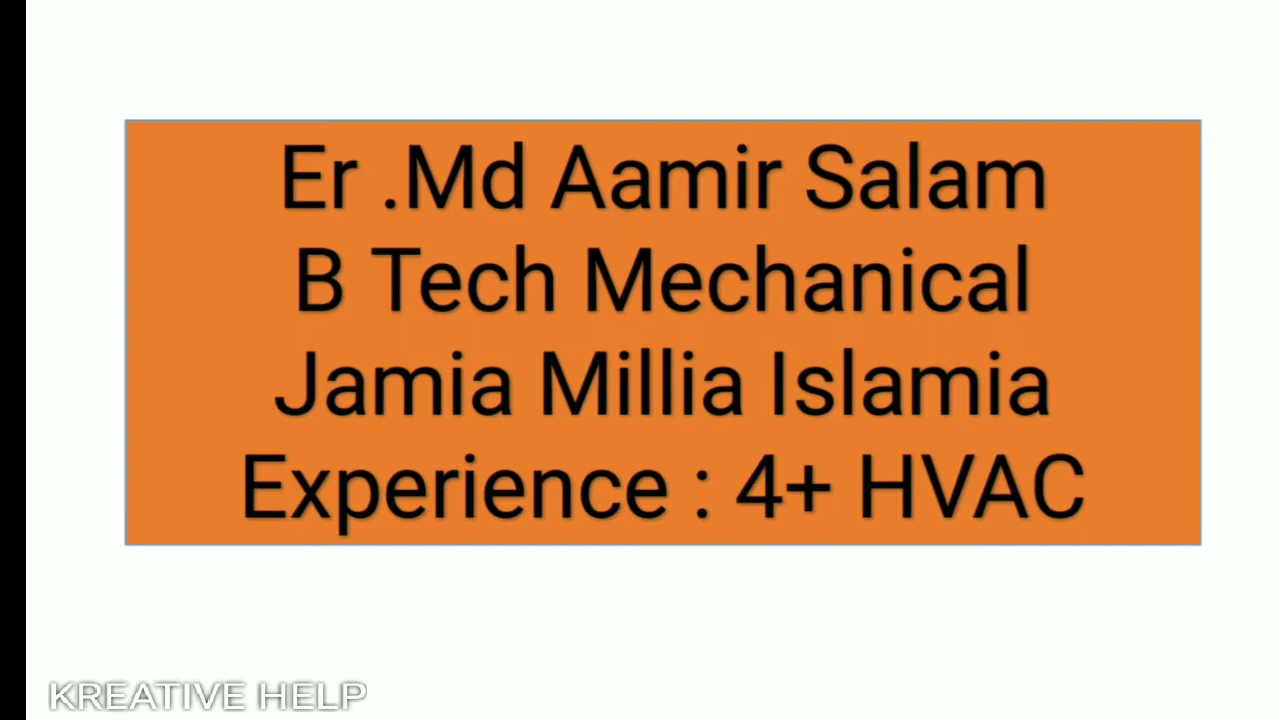 Er .Md Aamir Salam
B Tech Mechanical
Jamia Millia Islamia
Experience : 4+ HVAC
KREATIVE HELP